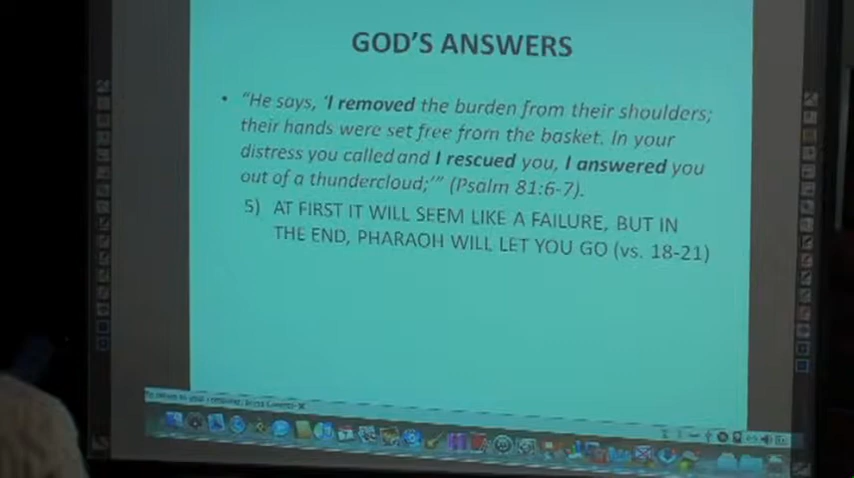 GOD'S ANSWERS
• "He says, 'I removed the burden from their shoulders;
their hands were set free from the basket. In your
distress you called and I rescued you, I answered you
out of a thundercloud;'" (Psalm 81:6-7).
5) AT FIRST IT WILL SEEM LIKE A FAILURE, BUT IN
THE END, PHARAOH WILL LET YOU GO (vs. 18-21)